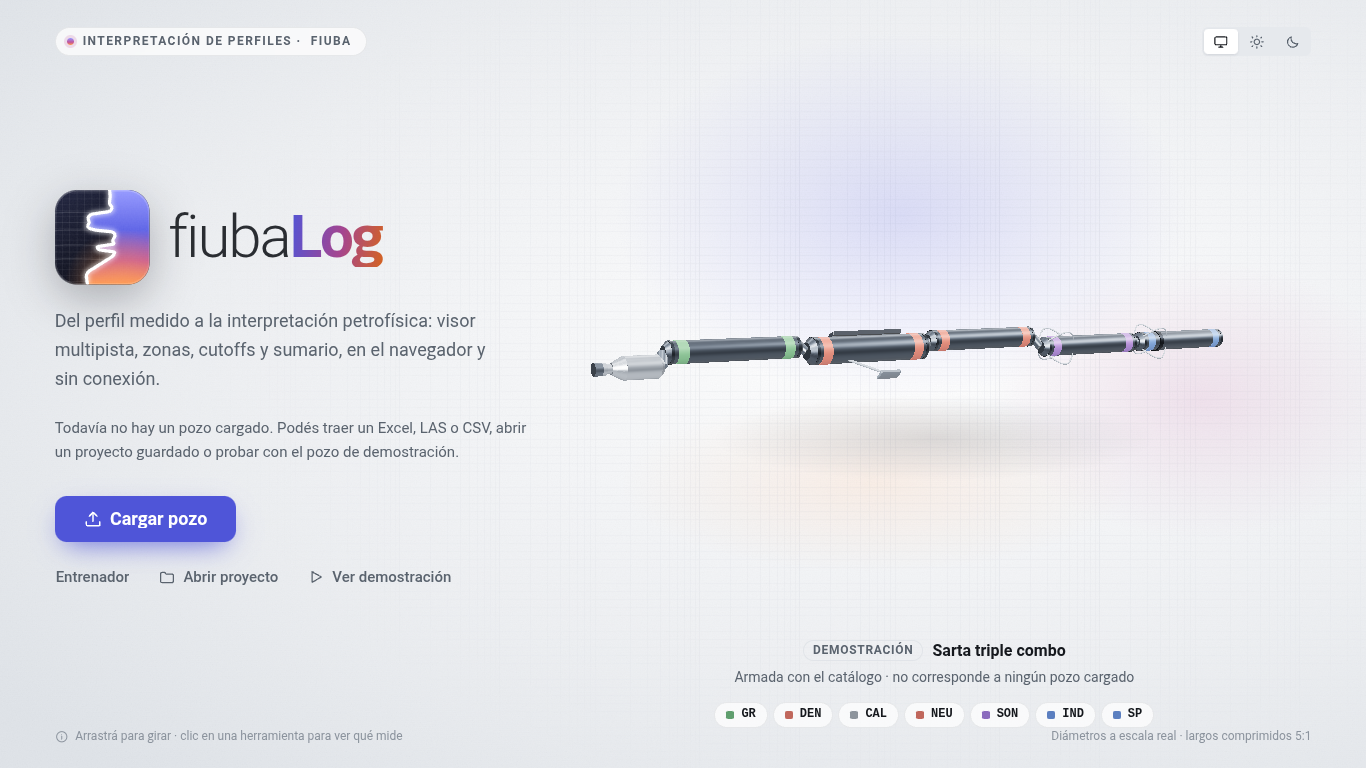 INTERPRETACIÓN DE PERFILES · FIUBA
fiubaLog
Del perfil medido a la interpretación petrofísica: visor
multipista, zonas, cutoffs y sumario, en el navegador y
sin conexión.
Todavía no hay un pozo cargado. Podés traer un Excel, LAS o CSV, abrir
un proyecto guardado o probar con el pozo de demostración.
Cargar pozo
Entrenador Abrir proyecto Ver demostración
DEMOSTRACIÓN Sarta triple combo
Armada con el catálogo · no corresponde a ningún pozo cargado
GR DEN CAL NEU SON IND SP
Arrastrá para girar · clic en una herramienta para ver qué mide
Diámetros a escala real · largos comprimidos 5:1